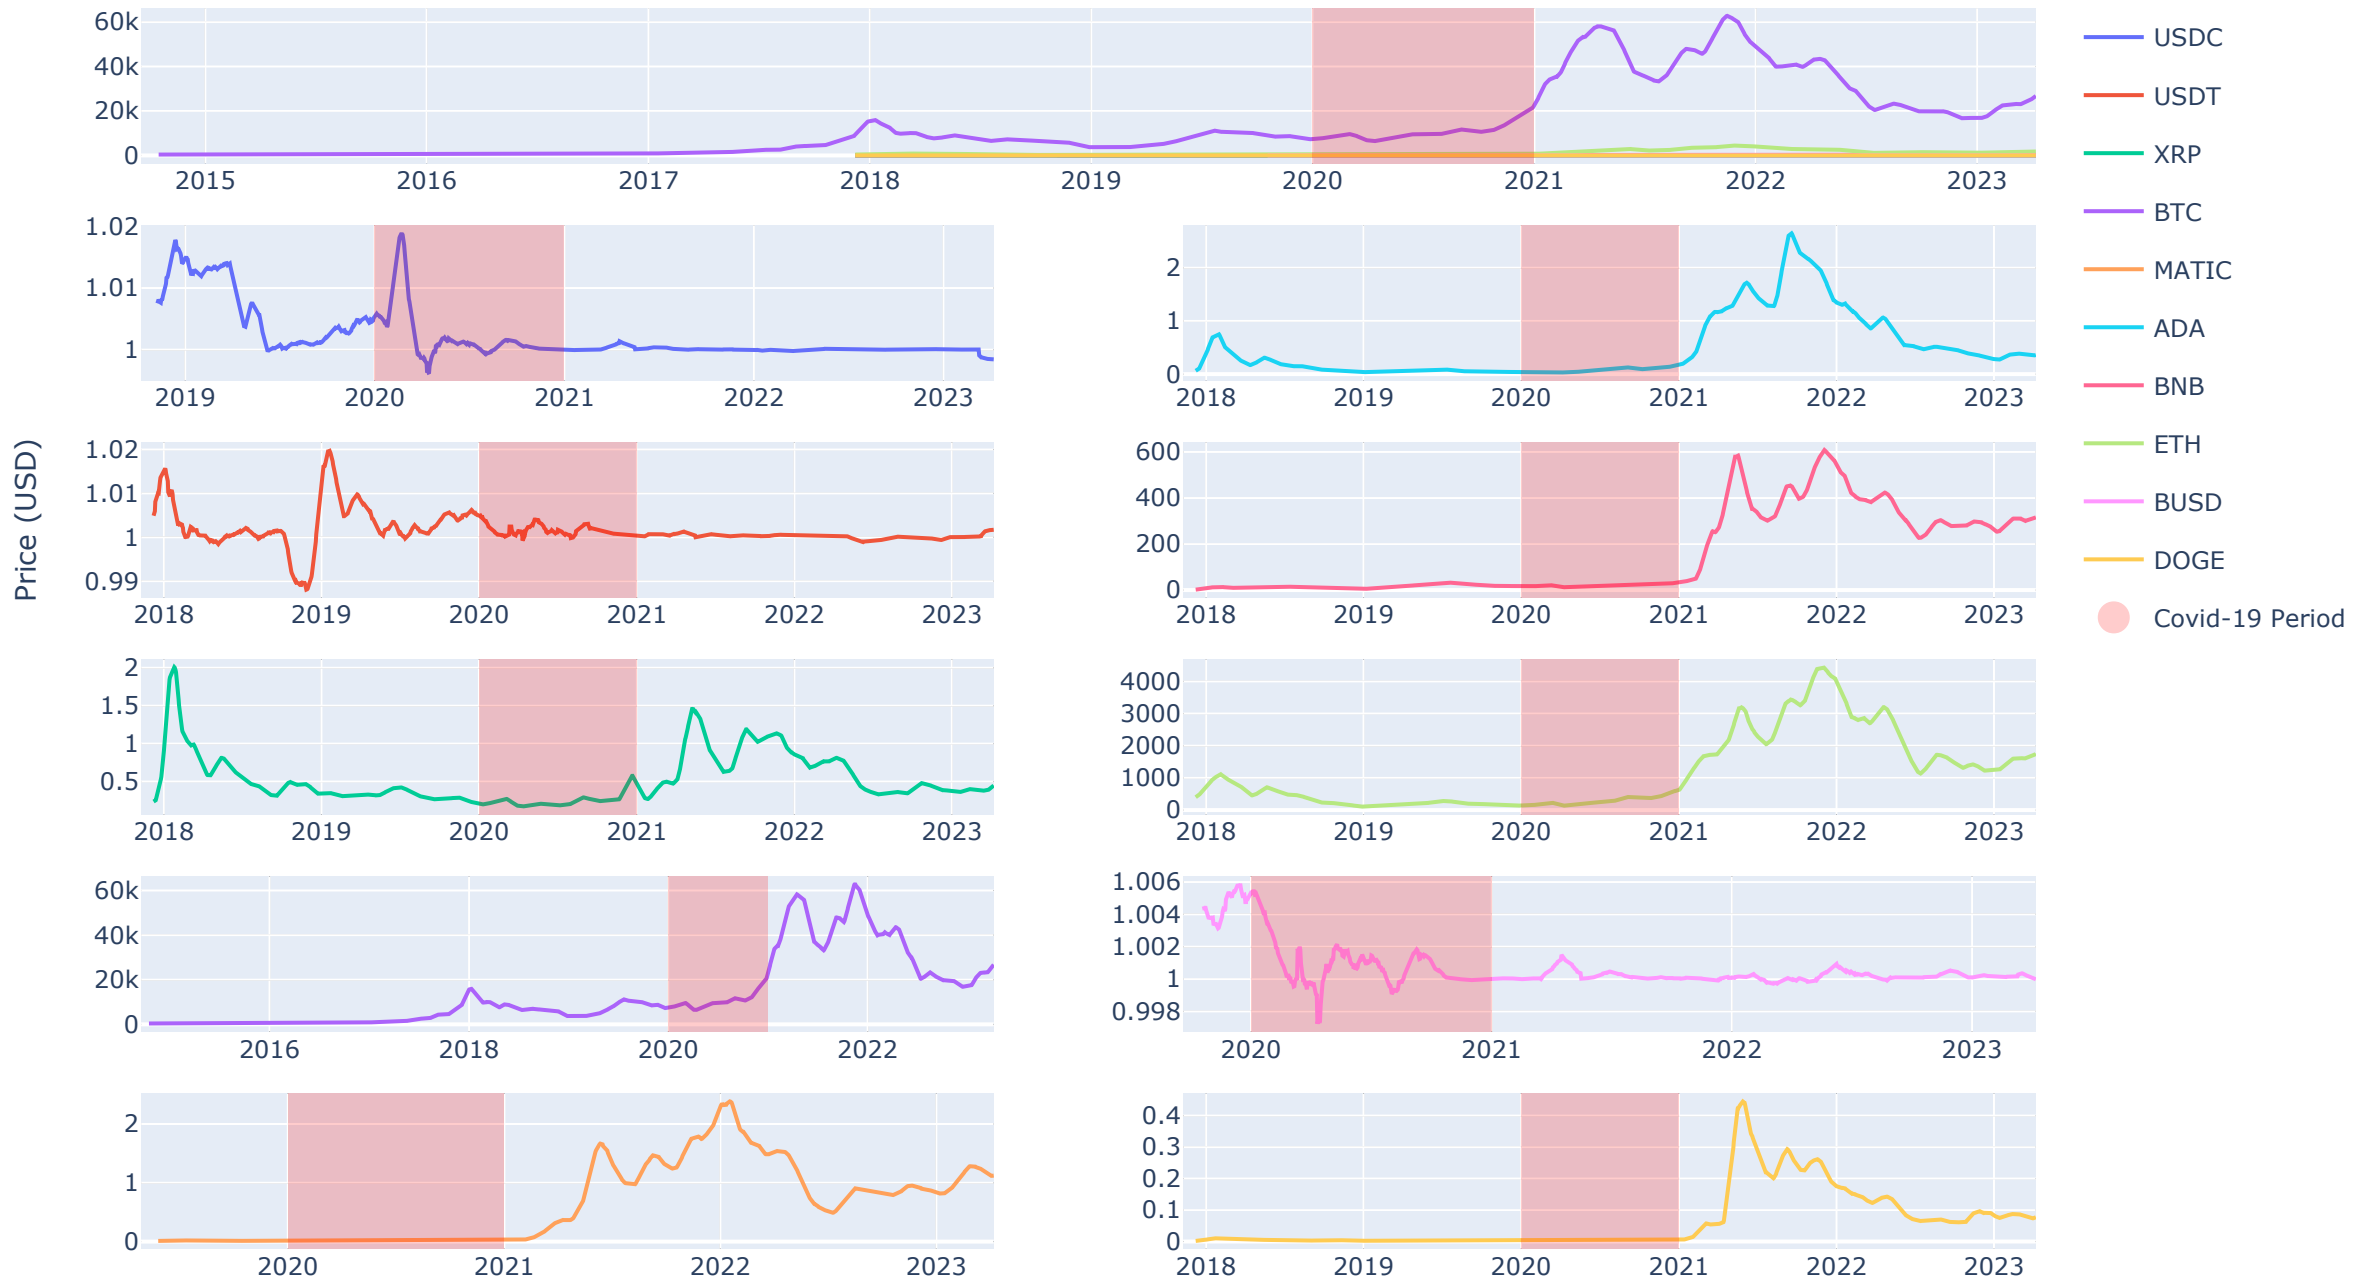 Price (USD)
60k
40k
20k
0
2015 2016 2017 2018 2019 2020 2021 2022 2023
1.02
1.01
1
2019 2020 2021 2022 2023
2
1
0
2018 2019 2020 2021 2022 2023
1.02
1.01
1
0.99
2018 2019 2020 2021 2022 2023
600
400
200
0
2018 2019 2020 2021 2022 2023
2
1.5
1
0.5
2018 2019 2020 2021 2022 2023
4000
3000
2000
1000
0
2018 2019 2020 2021 2022 2023
60k
40k
20k
0
2016 2018 2020 2022
1.006
1.004
1.002
1
0.998
2020 2021 2022 2023
2
1
0
2020 2021 2022 2023
0.4
0.3
0.2
0.1
0
2018 2019 2020 2021 2022 2023
USDC
USDT
XRP
BTC
MATIC
ADA
BNB
ETH
BUSD
DOGE
Covid-19 Period